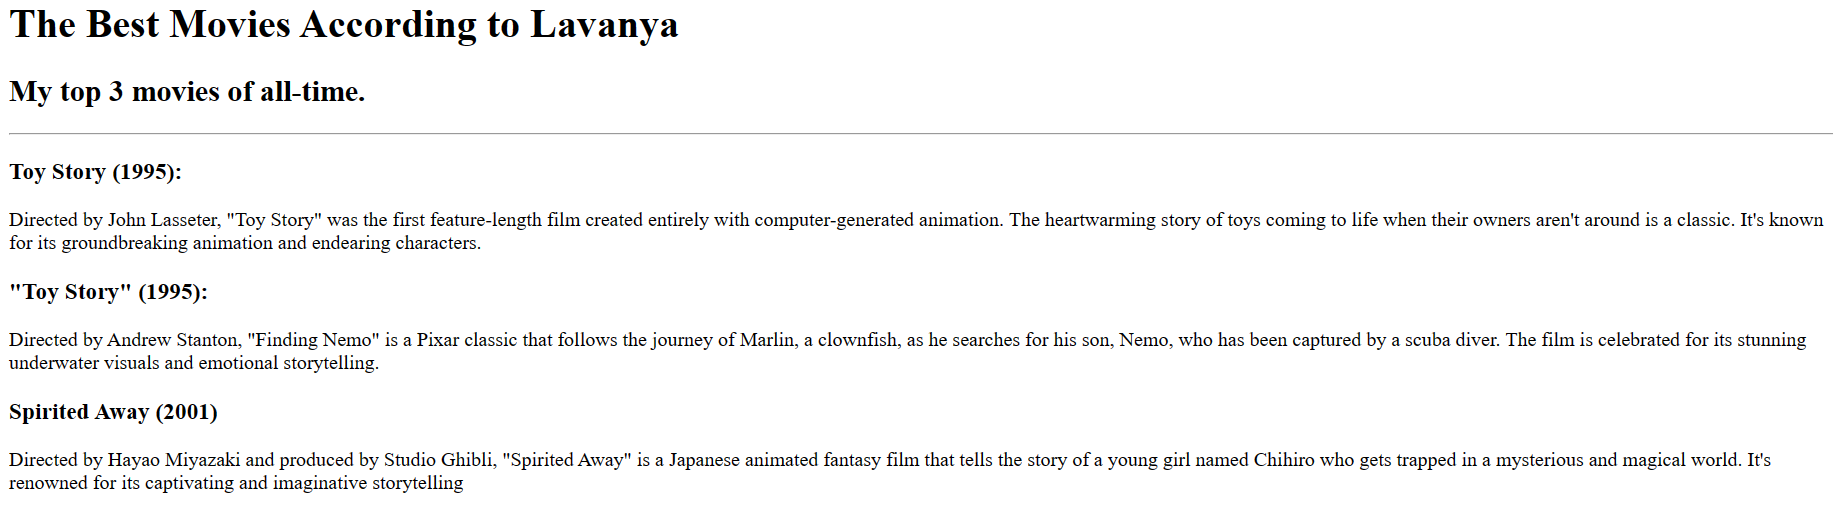 The Best Movies According to Lavanya
My top 3 movies of all-time.
Toy Story (1995):
Directed by John Lasseter, "Toy Story" was the first feature-length film created entirely with computer-generated animation. The heartwarming story of toys coming to life when their owners aren't around is a classic. It's known
for its groundbreaking animation and endearing characters.
"Toy Story" (1995):
Directed by Andrew Stanton, "Finding Nemo" is a Pixar classic that follows the journey of Marlin, a clownfish, as he searches for his son, Nemo, who has been captured by a scuba diver. The film is celebrated for its stunning
underwater visuals and emotional storytelling.
Spirited Away (2001)
Directed by Hayao Miyazaki and produced by Studio Ghibli, "Spirited Away" is a Japanese animated fantasy film that tells the story of a young girl named Chihiro who gets trapped in a mysterious and magical world. It's
renowned for its captivating and imaginative storytelling